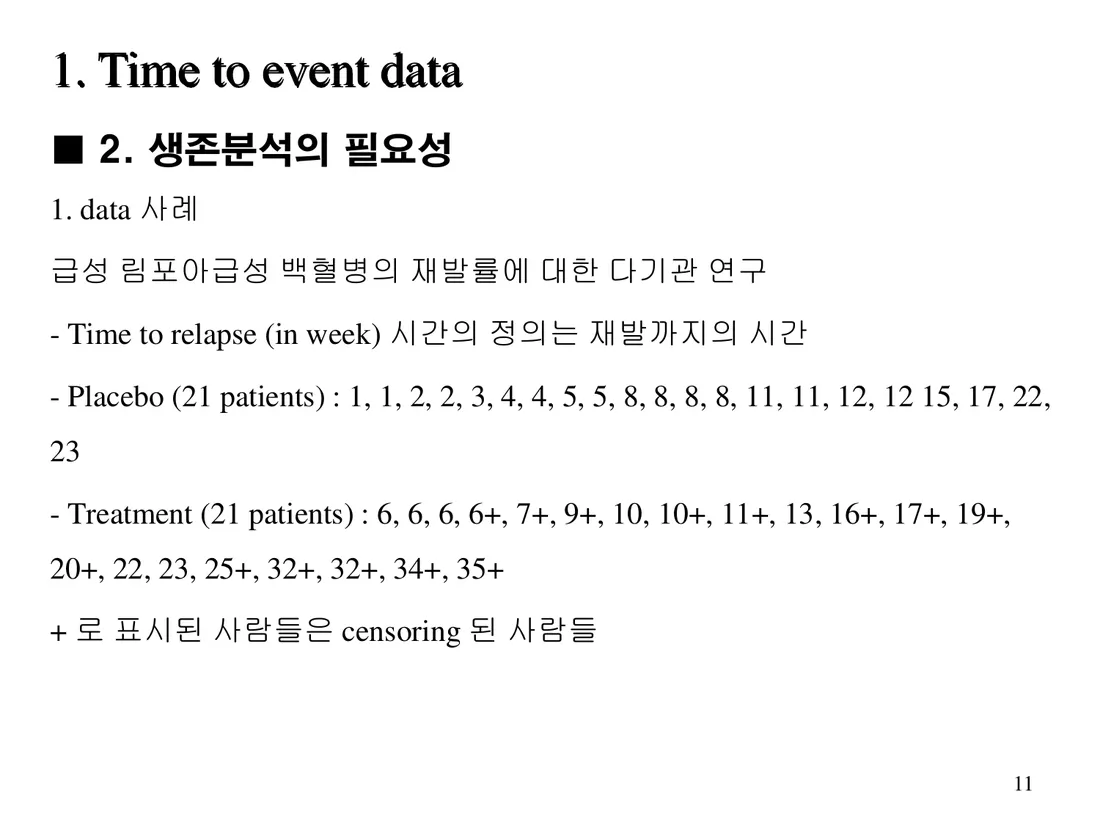 1. Time to event data
■ 2. 생존분석의 필요성
1. data 사례
급성 림포아급성 백혈병의 재발률에 대한 다기관 연구
- Time to relapse (in week) 시간의 정의는 재발까지의 시간
- Placebo (21 patients) : 1, 1, 2, 2, 3, 4, 4, 5, 5, 8, 8, 8, 8, 11, 11, 12, 12 15, 17, 22,
23
- Treatment (21 patients) : 6, 6, 6, 6+, 7+, 9+, 10, 10+, 11+, 13, 16+, 17+, 19+,
20+, 22, 23, 25+, 32+, 32+, 34+, 35+
+ 로 표시된 사람들은 censoring 된 사람들
11